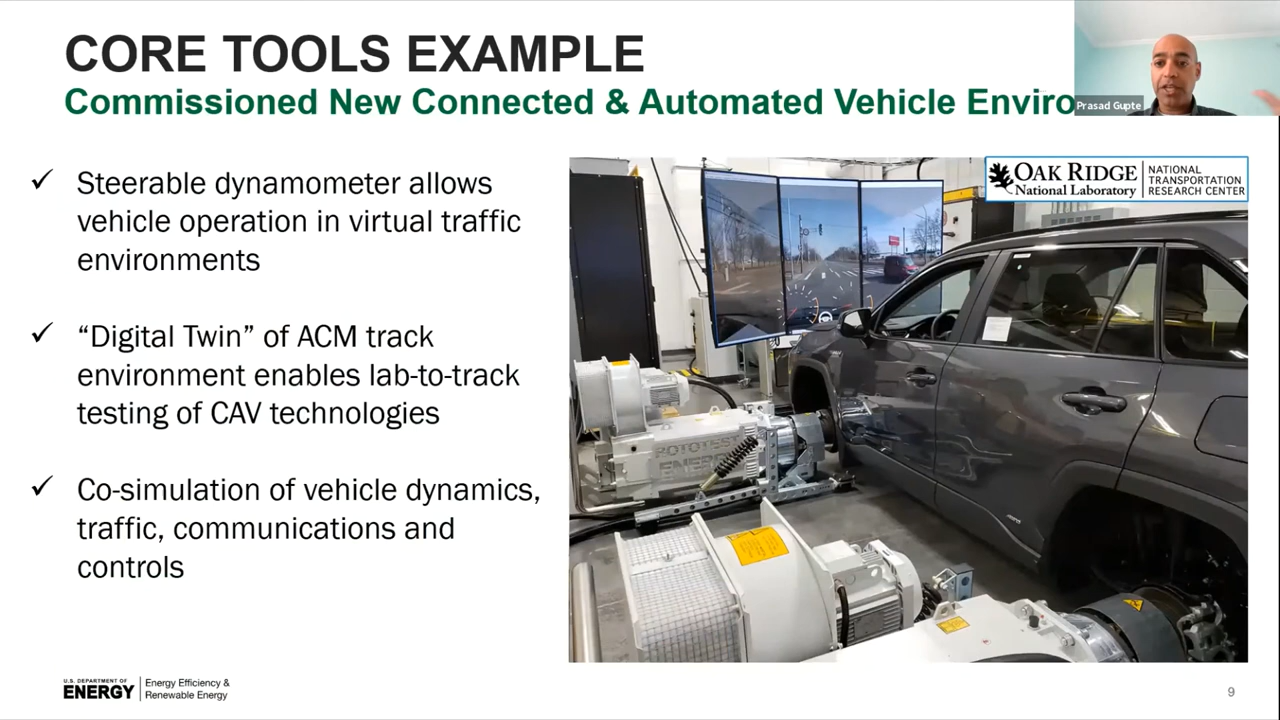 CORE TOOLS EXAMPLE
Commissioned New Connected & Automated Vehicle Enviro
Prasad Gupte
✓ Steerable dynamometer allows
vehicle operation in virtual traffic
environments
✓ “Digital Twin” of ACM track
environment enables lab-to-track
testing of CAV technologies
✓ Co-simulation of vehicle dynamics,
traffic, communications and
controls
OAK RIDGE
National Laboratory
NATIONAL
TRANSPORTATION
RESEARCH CENTER
ROTOTEST
ENERGY
U.S. DEPARTMENT OF
ENERGY
Energy Efficiency &
Renewable Energy
9